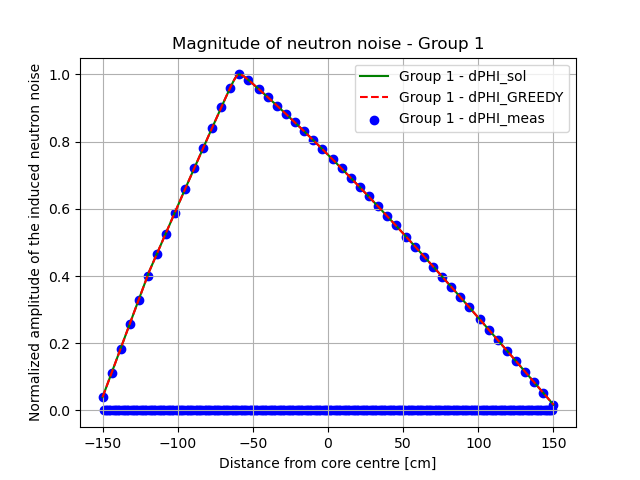 Magnitude of neutron noise - Group 1
Normalized amplitude of the induced neutron noise
1.0
0.8
0.6
0.4
0.2
0.0
Group 1 - dPHI_sol
Group 1 - dPHI_GREEDY
Group 1 - dPHI_meas
−150
−100
−50
0
50
100
150
Distance from core centre [cm]